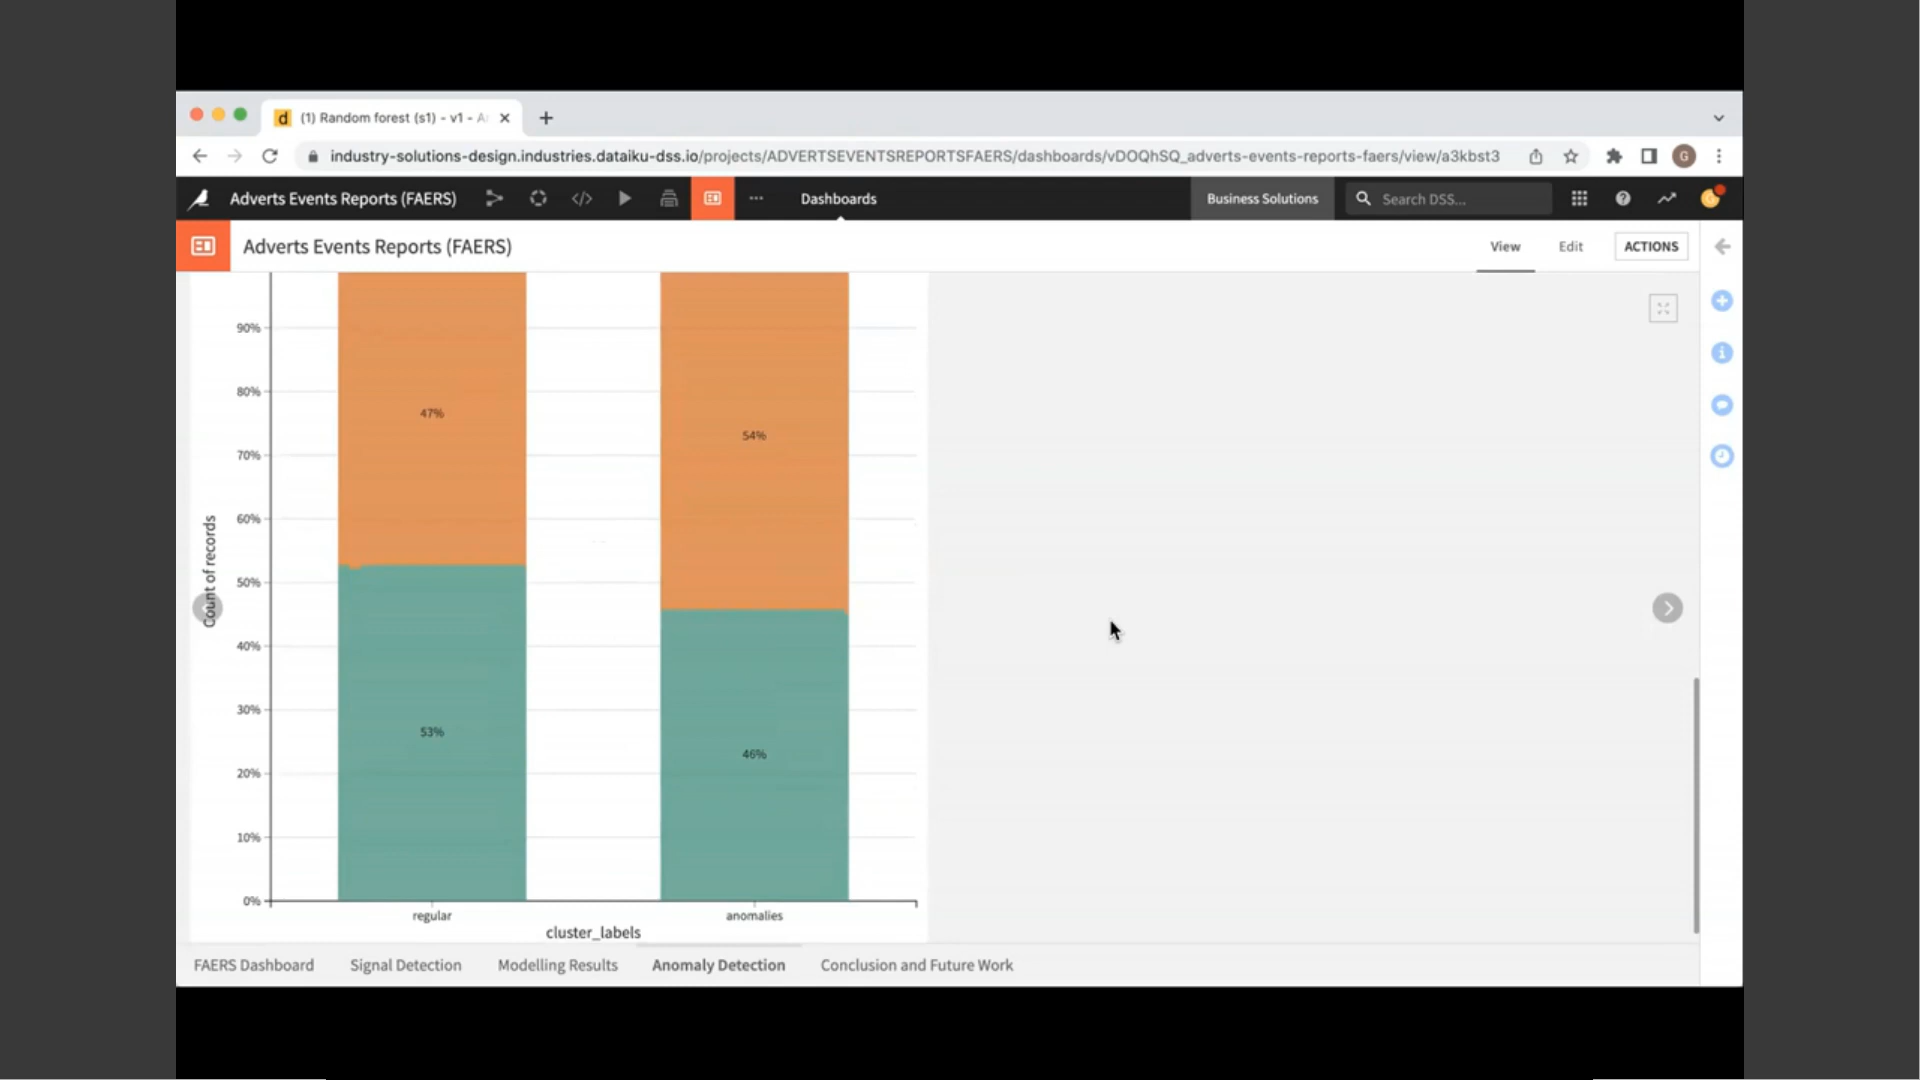 (1) Random forest (s1) - v1 - A
industry-solutions-design.industries.dataiku-dss.io/projects/ADVERTSEVENTSREPORTSFAERS/dashboards/vDOQhSQ_adverts-events-reports-faers/view/a3kbst3
G
Adverts Events Reports (FAERS)
Dashboards
Business Solutions
Search DSS...
Adverts Events Reports (FAERS)
View
Edit
ACTIONS
90%
80%
70%
60%
50%
40%
30%
20%
10%
0%
Count of records
47%
54%
53%
46%
regular
anomalies
cluster_labels
FAERS Dashboard
Signal Detection
Modelling Results
Anomaly Detection
Conclusion and Future Work